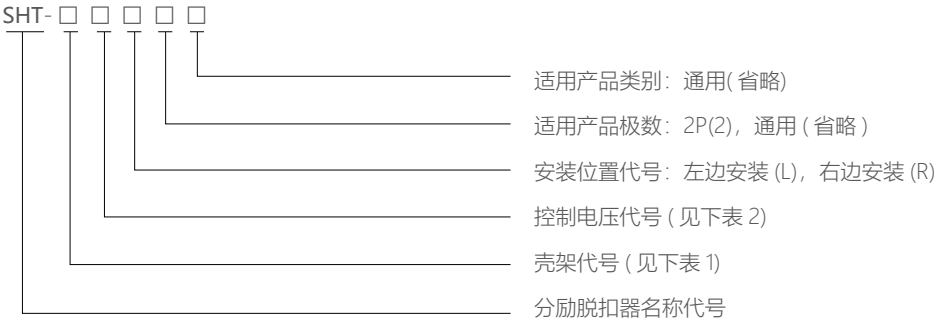 SHT-□ □ □ □ □
适用产品类别：通用( 省略)
适用产品极数：2P(2)，通用 ( 省略 )
安装位置代号：左边安装 (L)，右边安装 (R)
控制电压代号 ( 见下表 2)
壳架代号 ( 见下表 1)
分励脱扣器名称代号